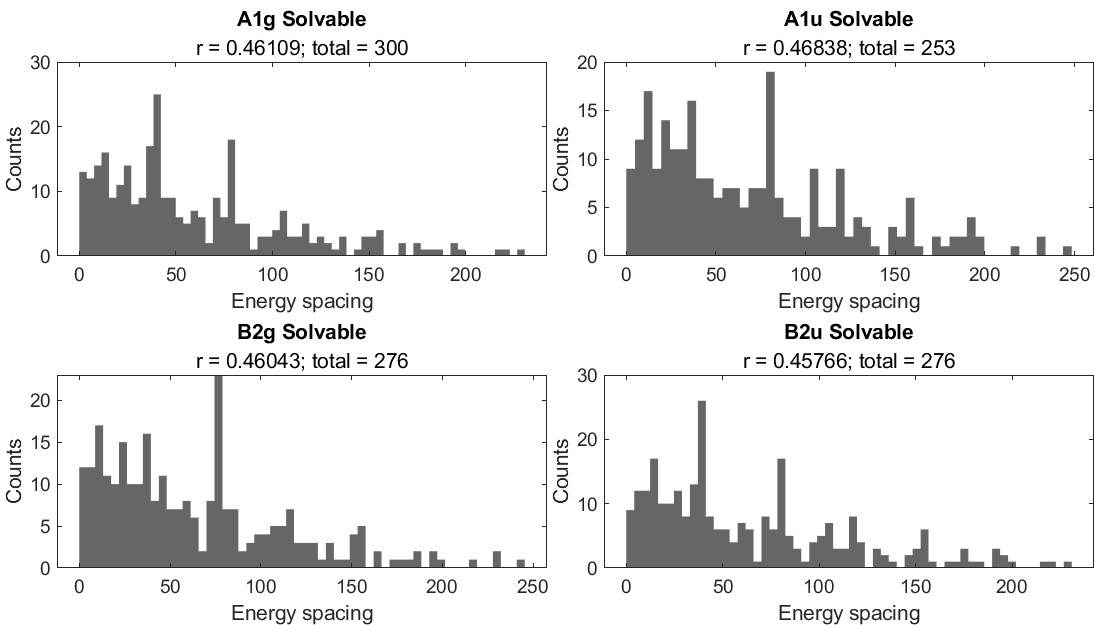 A1g Solvable
r = 0.46109; total = 300
30
20
10
0
Counts
0 50 100 150 200
Energy spacing
A1u Solvable
r = 0.46838; total = 253
20
15
10
5
0
Counts
0 50 100 150 200 250
Energy spacing
B2g Solvable
r = 0.46043; total = 276
20
15
10
5
0
Counts
0 50 100 150 200 250
Energy spacing
B2u Solvable
r = 0.45766; total = 276
30
20
10
0
Counts
0 50 100 150 200
Energy spacing